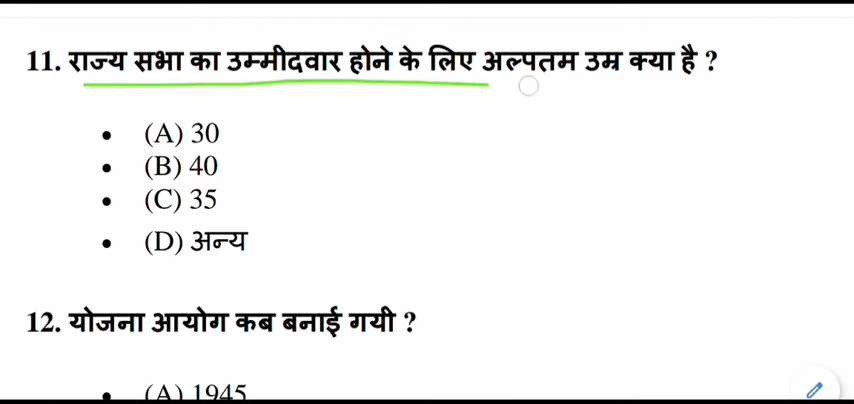 11. राज्य सभा का उम्मीदवार होने के लिए अल्पतम उम्र क्या है ?
• (A) 30
• (B) 40
• (C) 35
• (D) अन्य
12. योजना आयोग कब बनाई गयी ?
• (A) 1945